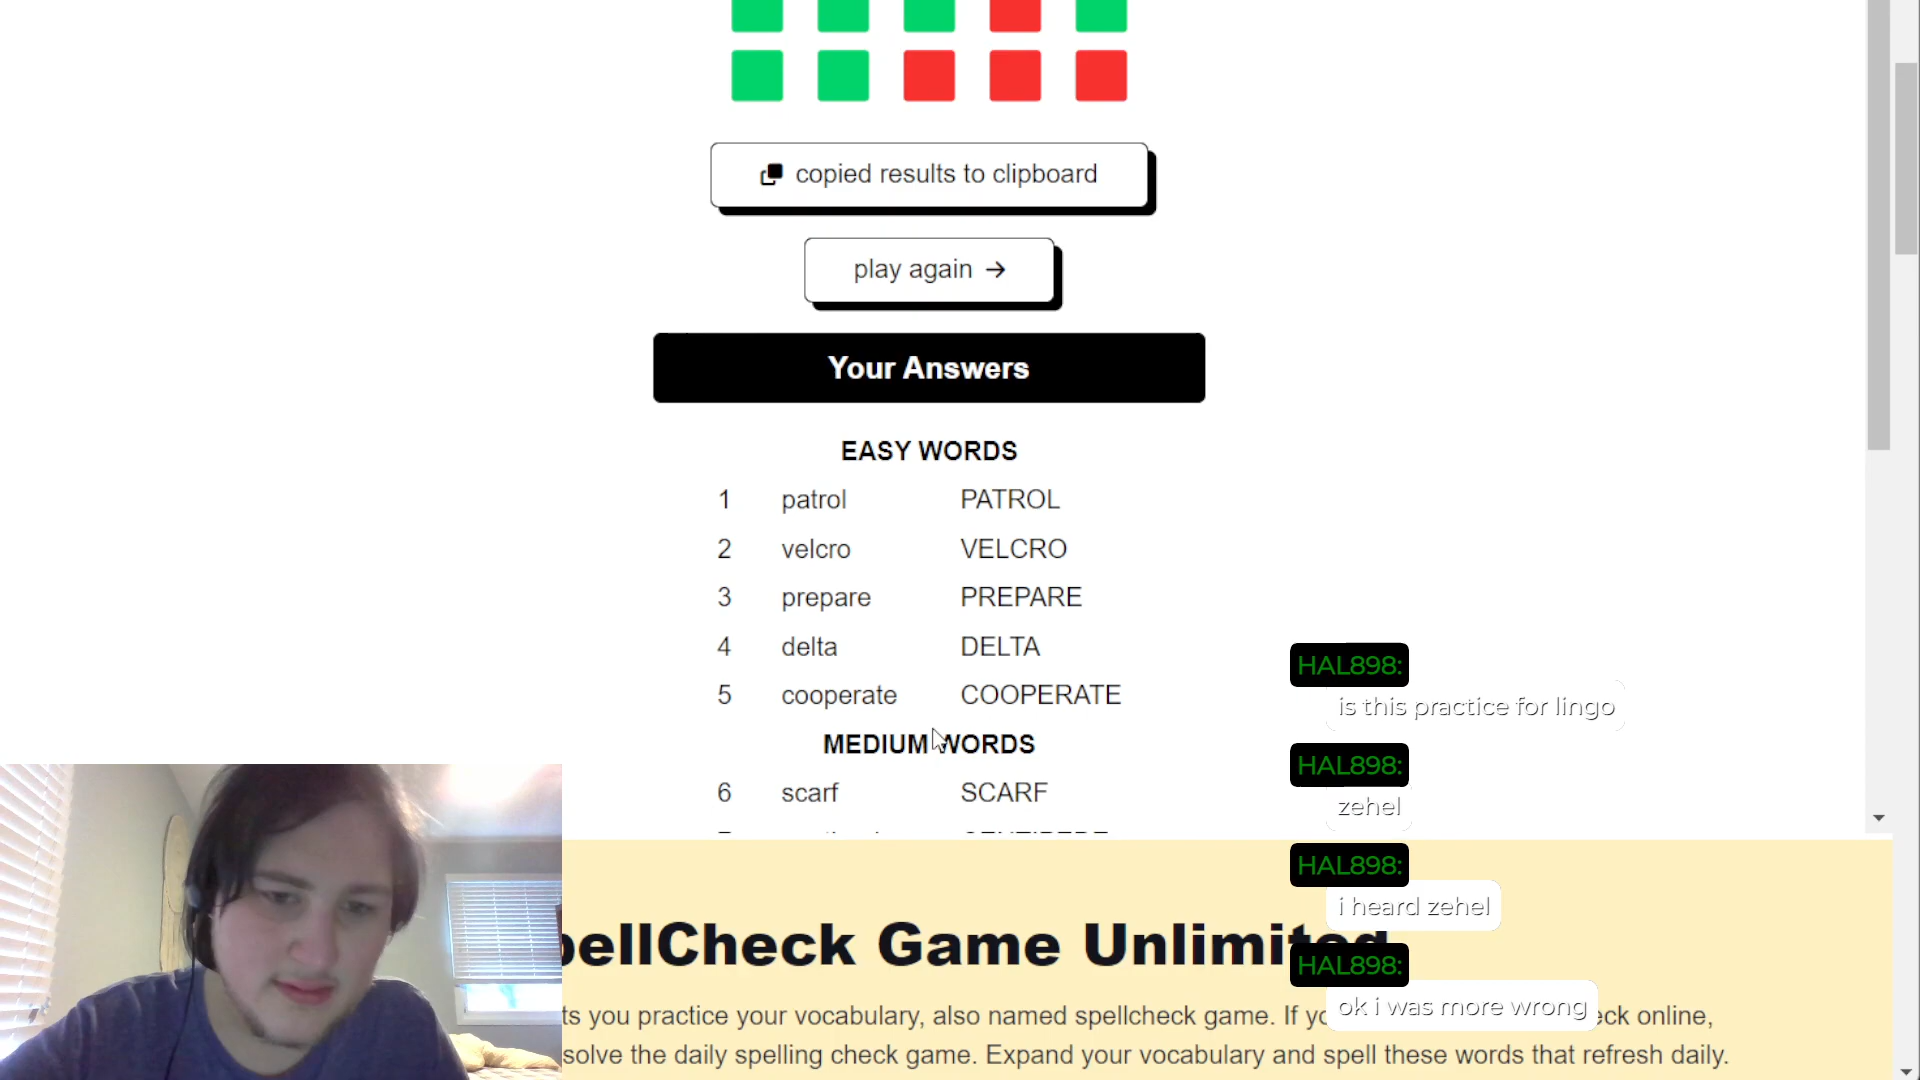 copied results to clipboard
play again →
Your Answers
EASY WORDS
1 patrol PATROL
2 velcro VELCRO
3 prepare PREPARE
4 delta DELTA
5 cooperate COOPERATE
MEDIUM WORDS
6 scarf SCARF
HAL898:
is this practice for lingo
HAL898:
zehel
HAL898:
i heard zehel
HAL898:
ok i was more wrong
pellCheck Game Unlimited
ts you practice your vocabulary, also named spellcheck game. If eck online,
solve the daily spelling check game. Expand your vocabulary and spell these words that refresh daily.